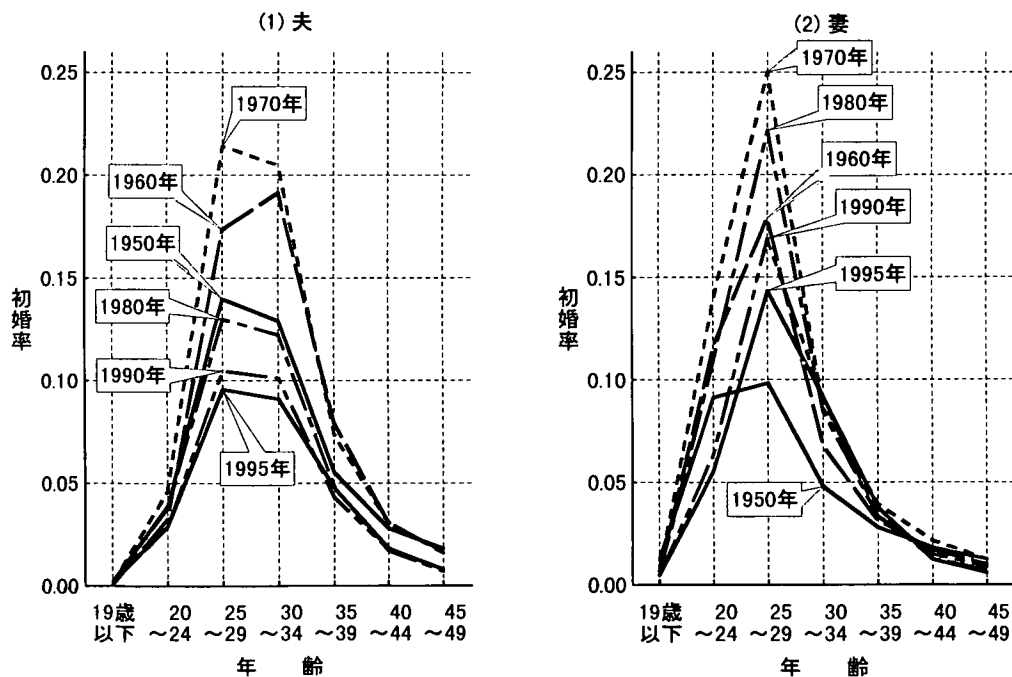 (1) 夫
初婚率
0.25
0.20
0.15
0.10
0.05
0.00
1970年
1960年
1950年
1980年
1990年
1995年
19歳 20 25 30 35 40 45
以下 ～24 ～29 ～34 ～39 ～44 ～49
年 齢
(2) 妻
初婚率
0.25
0.20
0.15
0.10
0.05
0.00
1970年
1980年
1960年
1990年
1995年
1950年
19歳 20 25 30 35 40 45
以下 ～24 ～29 ～34 ～39 ～44 ～49
年 齢